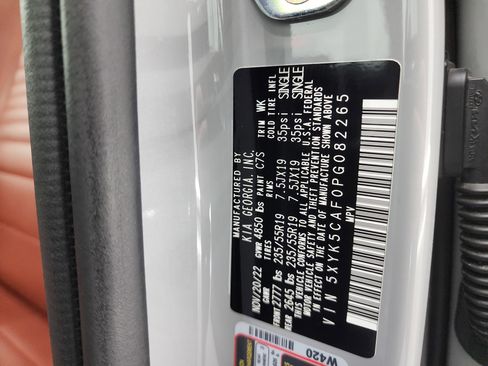 MANUFACTURED BY
KIA GEORGIA, INC.
NOV/20/22 GVWR 4850 lbs PAINT C7S TRIM WK
GAWR TIRES RIMS COLD TIRE INFL
FRONT 2777 lbs 235/55R19 7.5JX19 35psi SINGLE
REAR 2645 lbs 235/55R19 7.5JX19 35psi SINGLE
THIS VEHICLE CONFORMS TO ALL APPLICABLE U.S.A. FEDERAL
MOTOR VEHICLE SAFETY AND THEFT PREVENTION STANDARDS
IN EFFECT ON THE DATE OF MANUFACTURE SHOWN ABOVE
VIN 5XYK5CAF0PG082265
MPV
W420